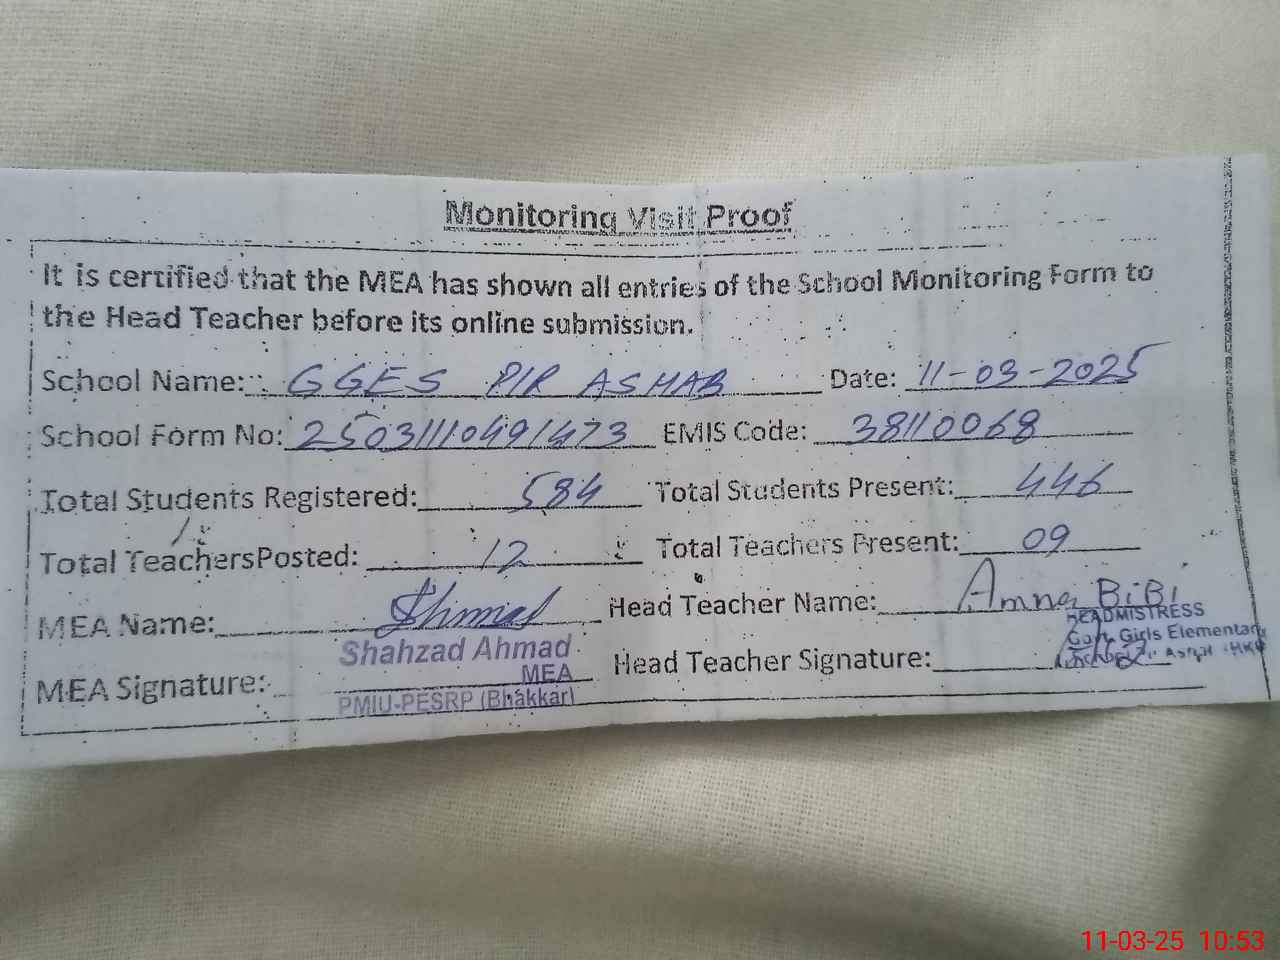 Monitoring Visit Proof
It is certified that the MEA has shown all entries of the School Monitoring Form to
the Head Teacher before its online submission.
School Name: GGES PIR ASHAB Date: 11-03-2025
School Form No: 25031110491473 EMIS Code: 38110068
Total Students Registered: 584 Total Students Present: 446
Total TeachersPosted: 12 Total Teachers Present: 09
MEA Name: Head Teacher Name: Amna BiBi
HEADMISTRESS
Shahzad Ahmad
Govt. Girls Elementary
MEA Signature: MEA Head Teacher Signature:
PMIU-PESRP (Bhakkar)
11-03-25 10:53